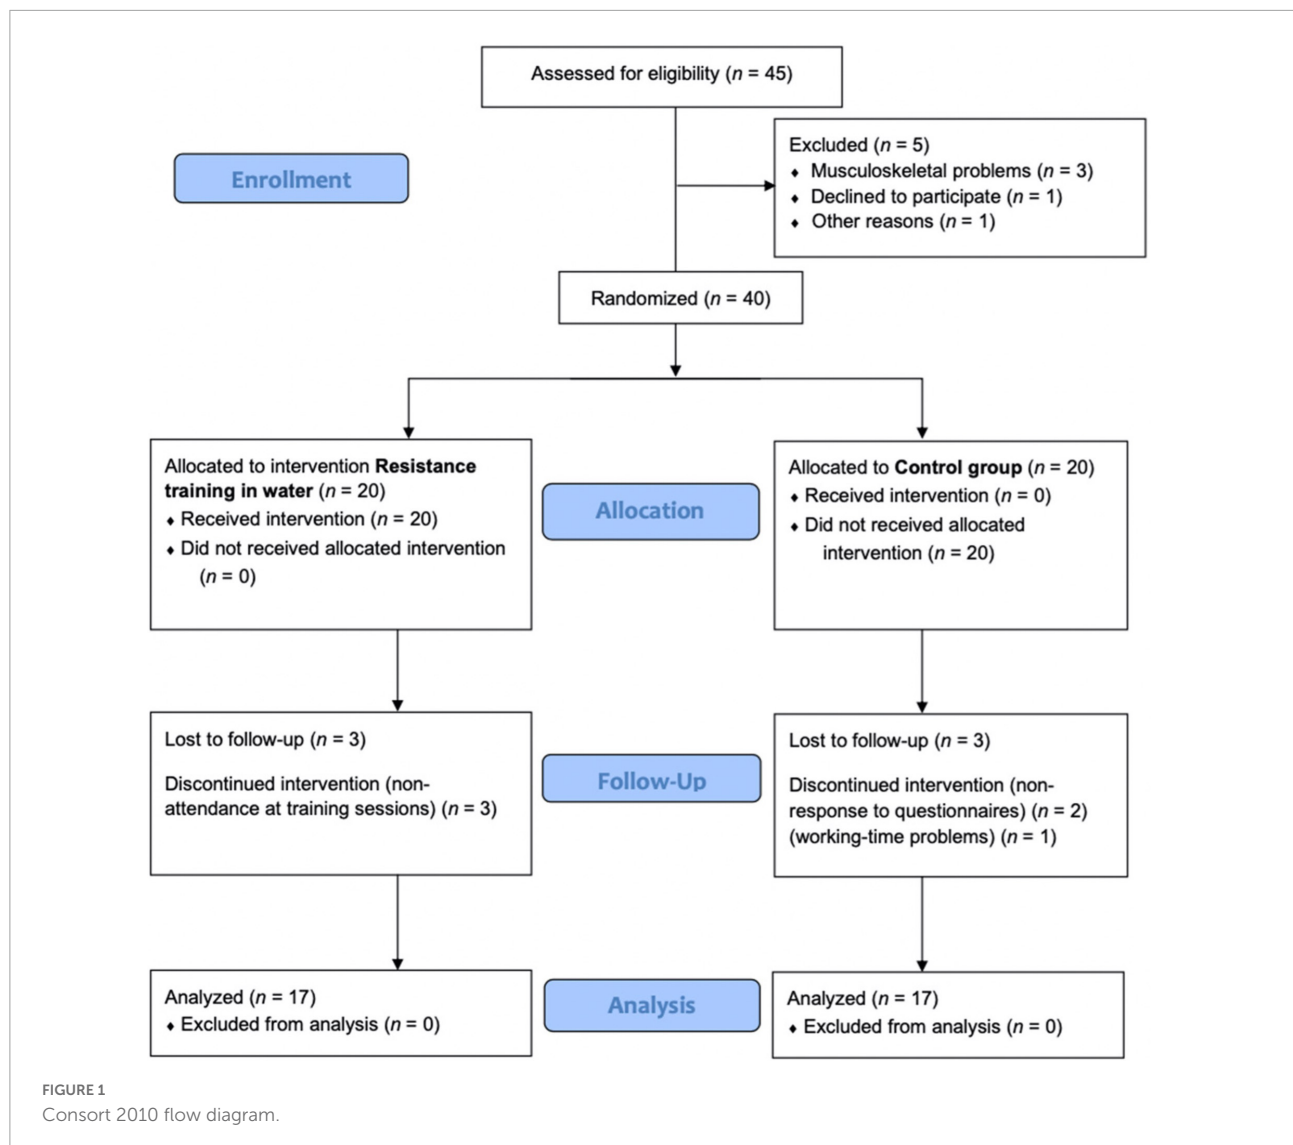 Assessed for eligibility (n = 45)
Enrollment
Excluded (n = 5)
♦ Musculoskeletal problems (n = 3)
♦ Declined to participate (n = 1)
♦ Other reasons (n = 1)
Randomized (n = 40)
Allocated to intervention Resistance
training in water (n = 20)
♦ Received intervention (n = 20)
♦ Did not received allocated intervention
(n = 0)
Allocation
Allocated to Control group (n = 20)
♦ Received intervention (n = 0)
♦ Did not received allocated
intervention (n = 20)
Lost to follow-up (n = 3)
Discontinued intervention (non-
attendance at training sessions) (n = 3)
Follow-Up
Lost to follow-up (n = 3)
Discontinued intervention (non-
response to questionnaires) (n = 2)
(working-time problems) (n = 1)
Analyzed (n = 17)
♦ Excluded from analysis (n = 0)
Analysis
Analyzed (n = 17)
♦ Excluded from analysis (n = 0)
FIGURE 1
Consort 2010 flow diagram.